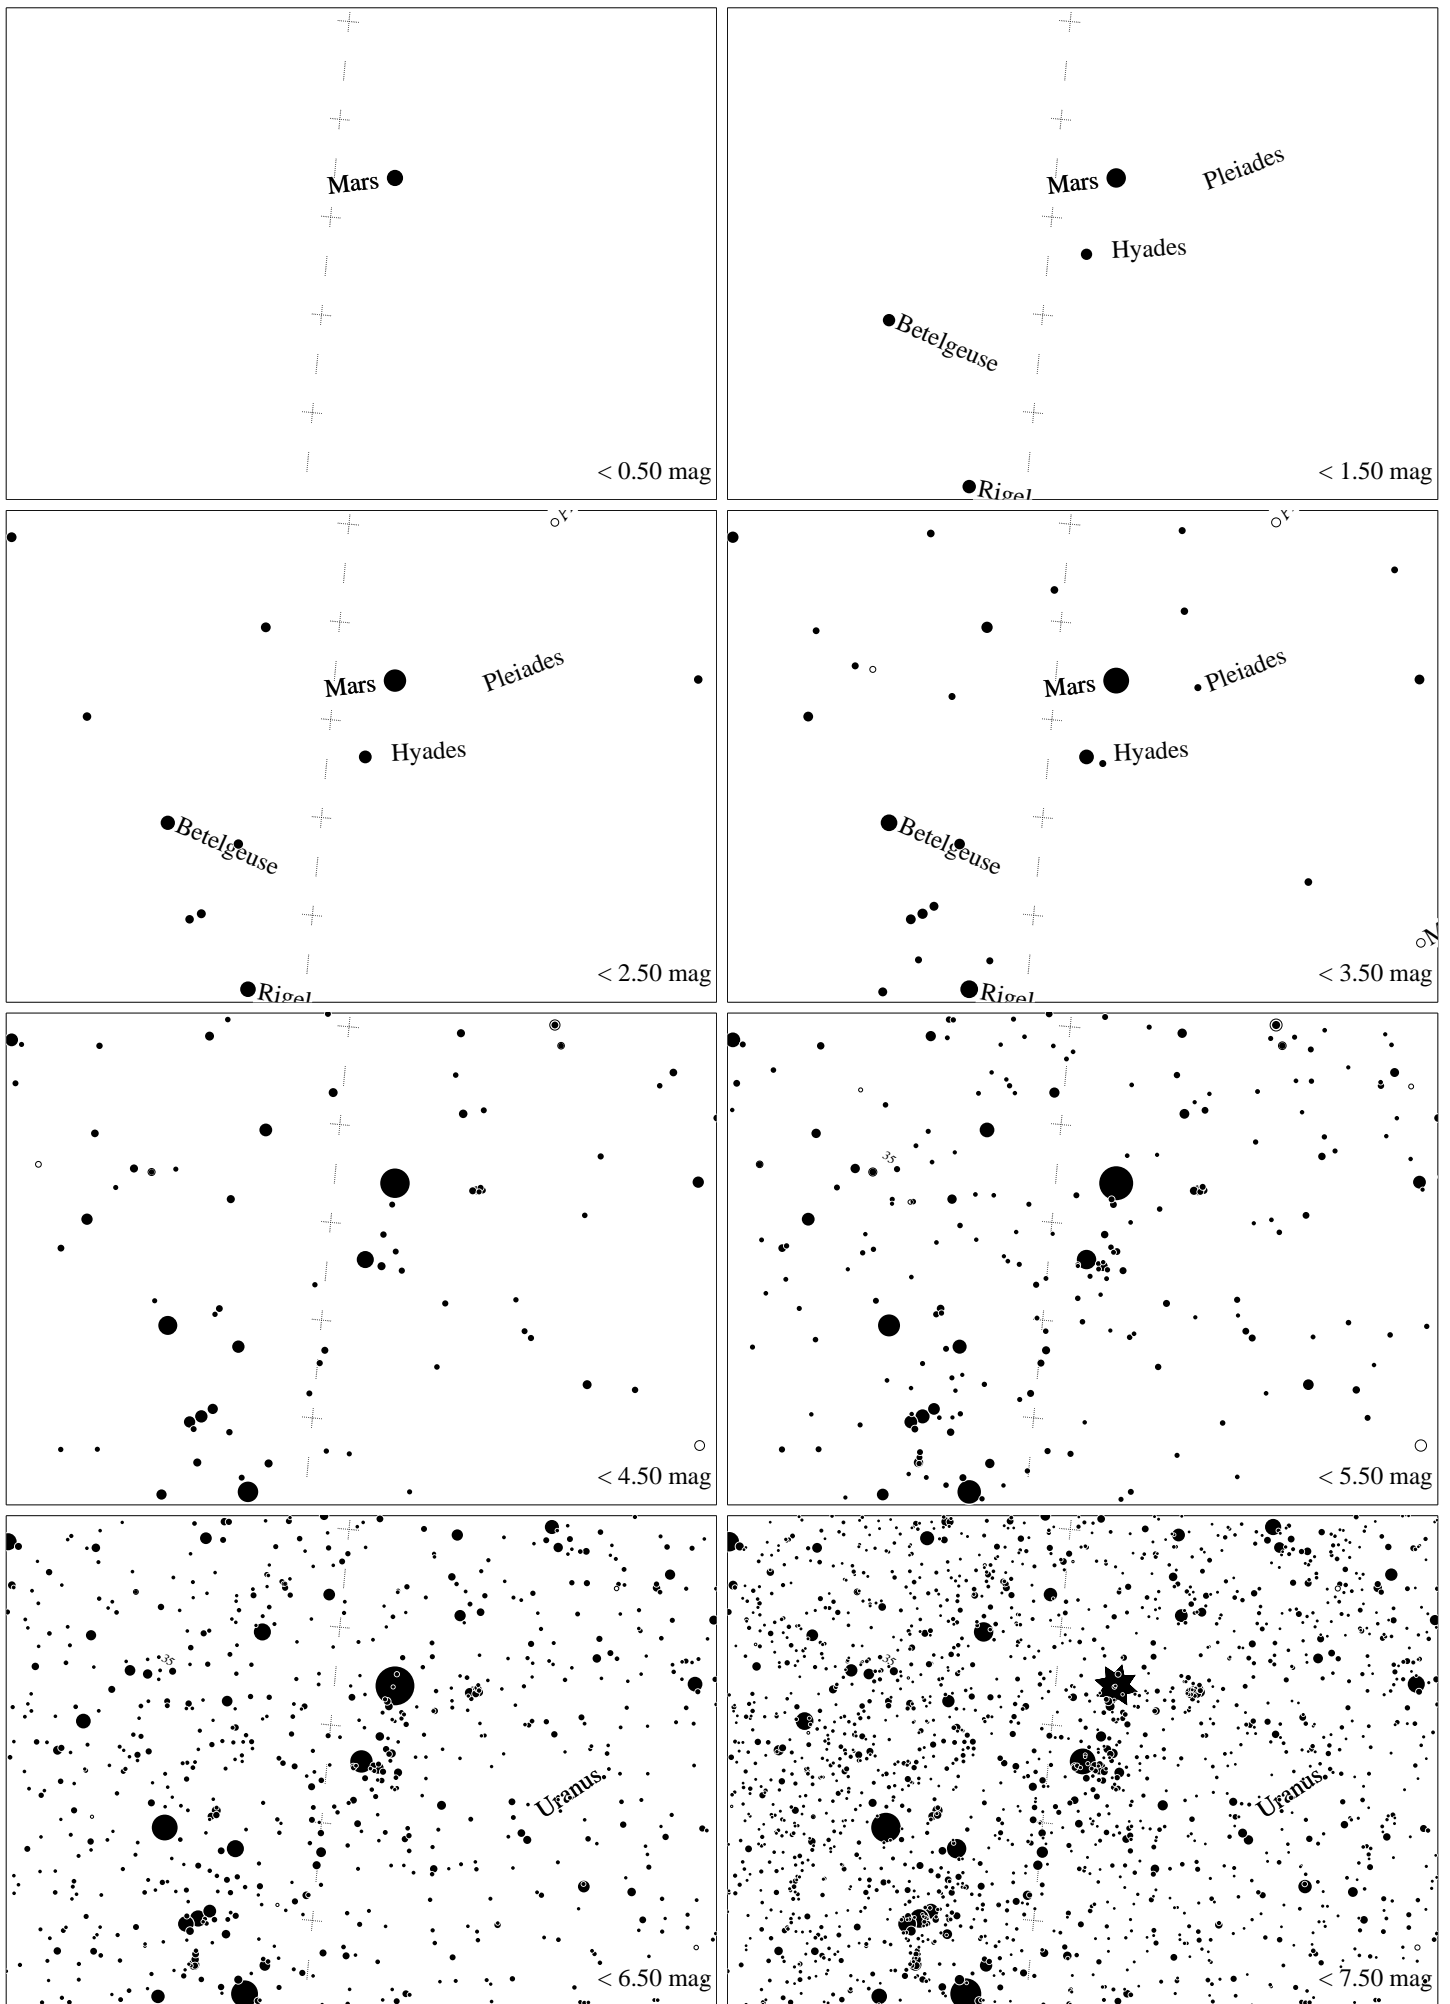 Mars
< 0.50 mag
Pleiades
Mars
Hyades
Betelgeuse
Rigel
< 1.50 mag
Pleiades
Mars
Hyades
Betelgeuse
Rigel
< 2.50 mag
Pleiades
Mars
Hyades
Betelgeuse
M
Rigel
< 3.50 mag
< 4.50 mag
35
< 5.50 mag
35
Uranus
< 6.50 mag
35
Uranus
< 7.50 mag